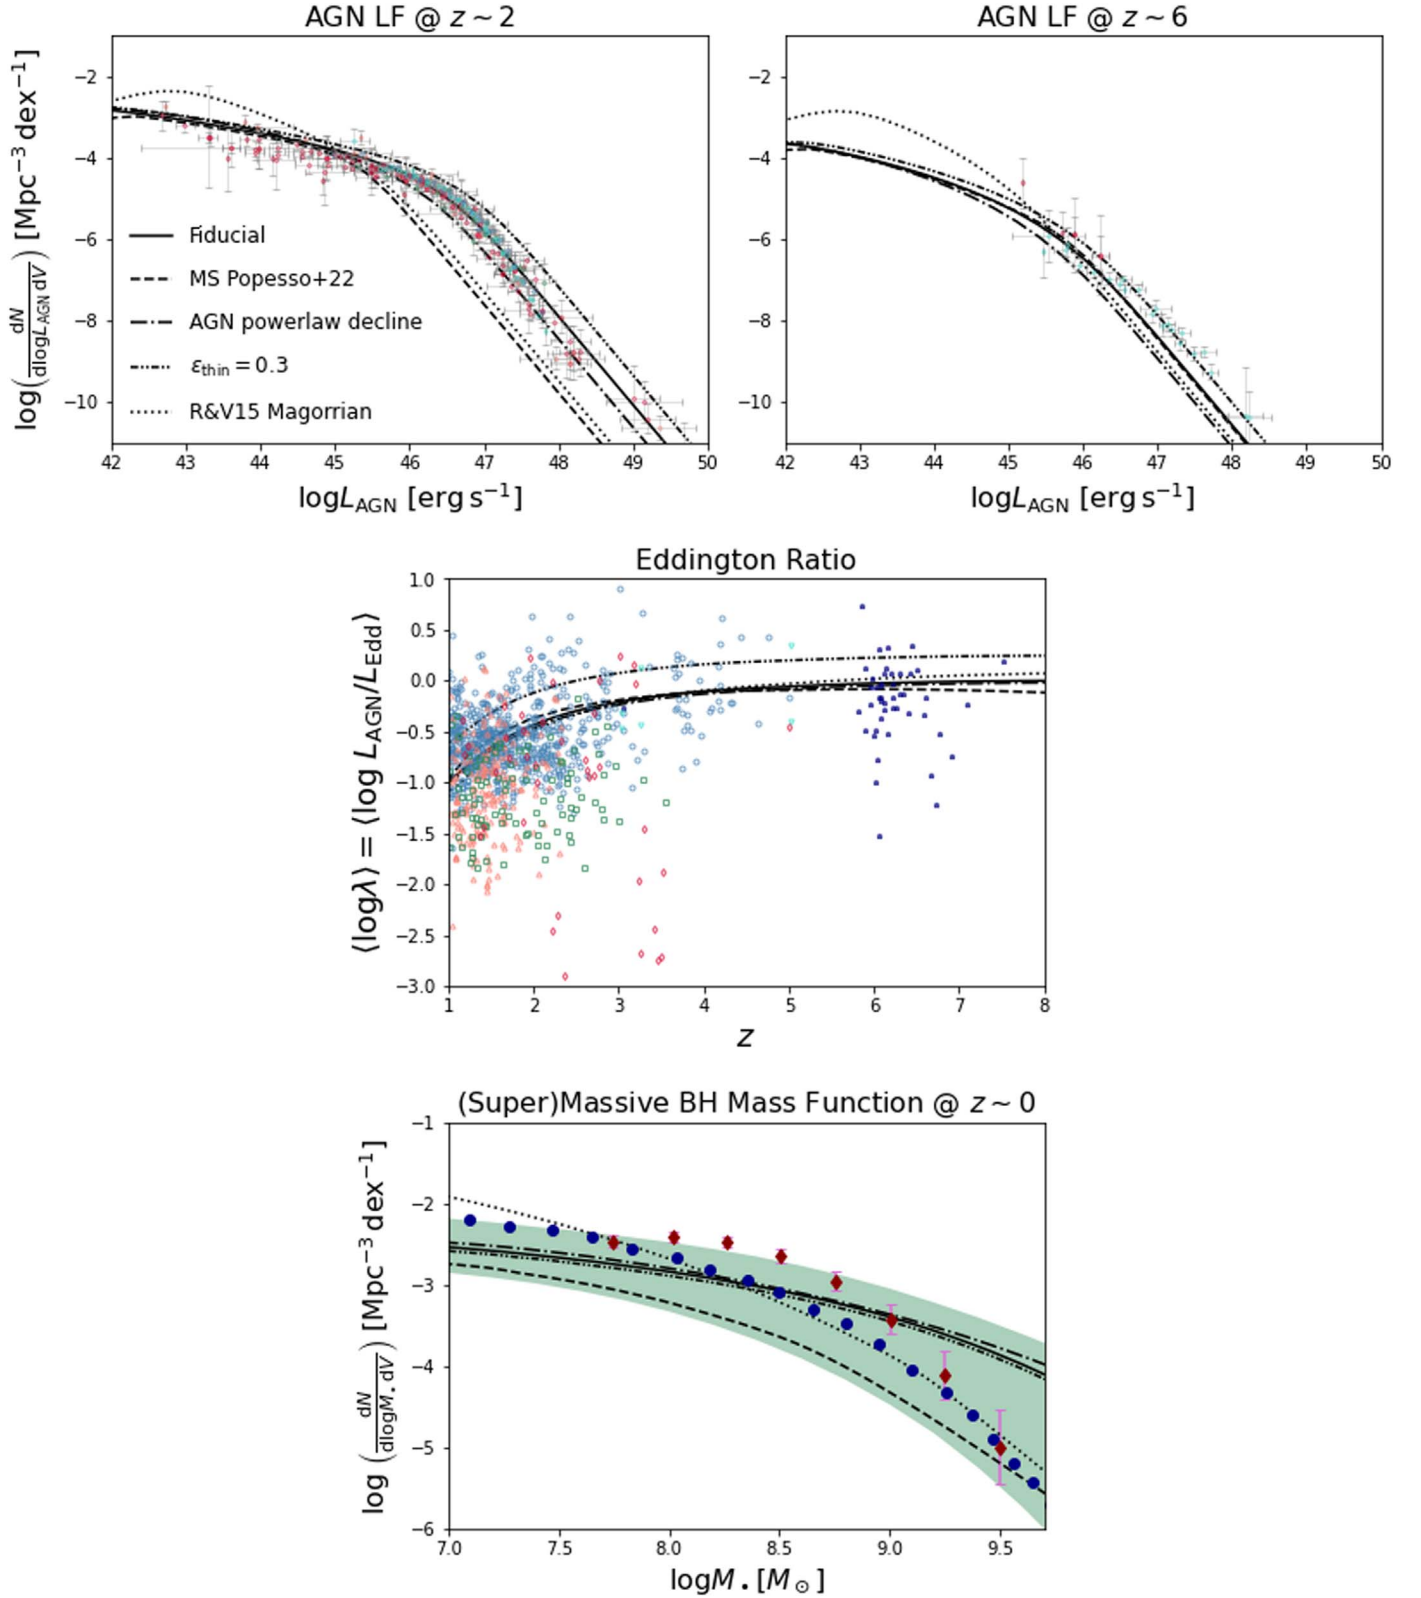 AGN LF @ z ~ 2
AGN LF @ z ~ 6
log(dN/dlogL_AGN dV) [Mpc⁻³ dex⁻¹]
−2
−4
−6
−8
−10
Fiducial
MS Popesso+22
AGN powerlaw decline
ε_thin = 0.3
R&V15 Magorrian
42 43 44 45 46 47 48 49 50
logL_AGN [erg s⁻¹]
−2
−4
−6
−8
−10
42 43 44 45 46 47 48 49 50
logL_AGN [erg s⁻¹]
Eddington Ratio
⟨logλ⟩ = ⟨log L_AGN/L_Edd⟩
1.0
0.5
0.0
−0.5
−1.0
−1.5
−2.0
−2.5
−3.0
1 2 3 4 5 6 7 8
z
(Super)Massive BH Mass Function @ z ~ 0
log (dN/dlogM• dV) [Mpc⁻³ dex⁻¹]
−1
−2
−3
−4
−5
−6
7.0 7.5 8.0 8.5 9.0 9.5
logM•[M⊙]